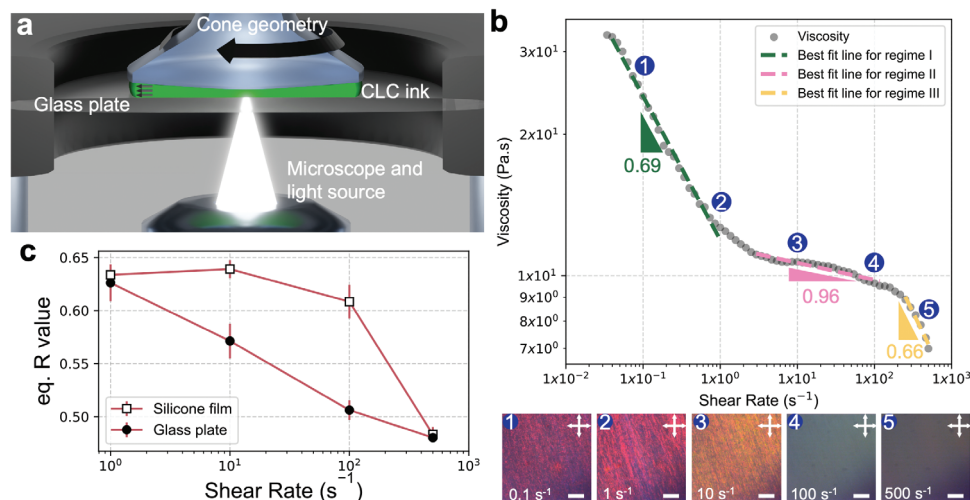 a
Cone geometry
Glass plate
CLC ink
Microscope and
light source
b
Viscosity (Pa.s)
3x10¹
2x10¹
1x10¹
9x10⁰
8x10⁰
7x10⁰
Viscosity
Best fit line for regime I
Best fit line for regime II
Best fit line for regime III
1
2
3
4
5
0.69
0.96
0.66
1x10⁻²
1x10⁻¹
1x10⁰
1x10¹
1x10²
1x10³
Shear Rate (s⁻¹)
1
0.1 s⁻¹
2
1 s⁻¹
3
10 s⁻¹
4
100 s⁻¹
5
500 s⁻¹
c
eq. R value
0.65
0.60
0.55
0.50
Silicone film
Glass plate
10⁰
10¹
10²
10³
Shear Rate (s⁻¹)